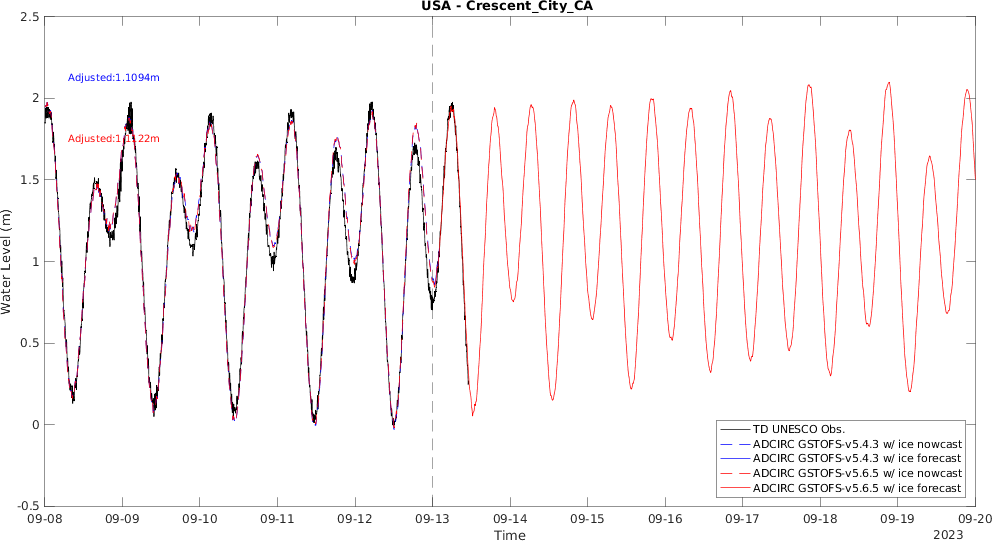 USA - Crescent_City_CA
2.5
2
1.5
1
0.5
0
-0.5
Water Level (m)
Adjusted:1.1094m
09-08 09-09 09-10 09-11 09-12 09-13 09-14 09-15 09-16 09-17 09-18 09-19 09-20
Time
2023
TD UNESCO Obs.
ADCIRC GSTOFS-v5.4.3 w/ ice nowcast
ADCIRC GSTOFS-v5.4.3 w/ ice forecast
ADCIRC GSTOFS-v5.6.5 w/ ice nowcast
ADCIRC GSTOFS-v5.6.5 w/ ice forecast